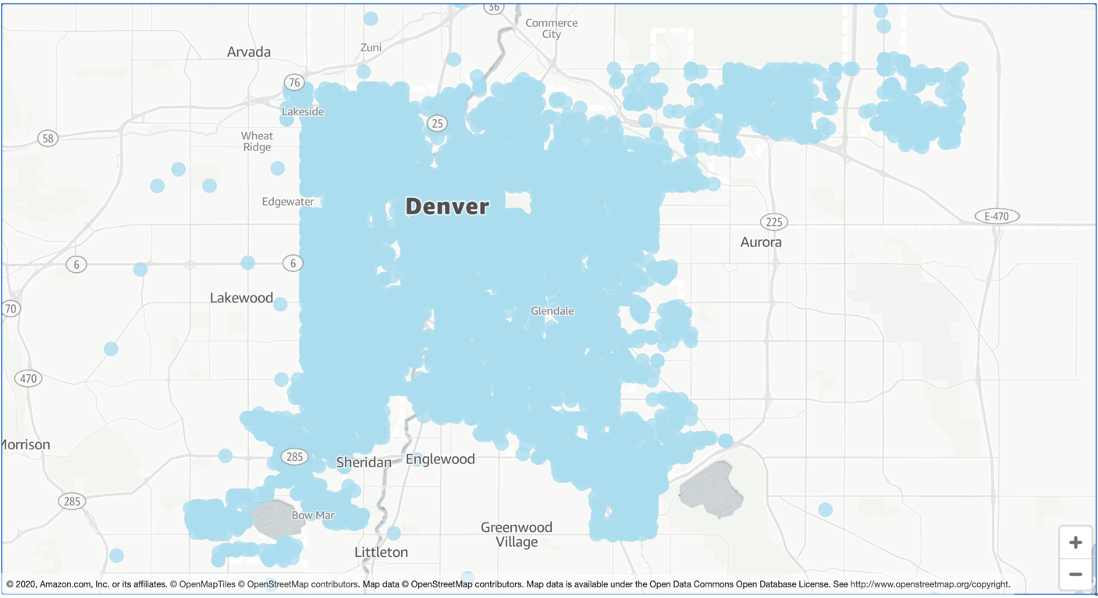 36
Commerce
City
Zuni
Arvada
76
Lakeside
25
58
Wheat
Ridge
Edgewater
Denver
E-470
225
Aurora
6
6
Lakewood
70
Glendale
470
Morrison
285
Sheridan
Englewood
285
Bow Mar
Greenwood
Village
Littleton
+
−
© 2020, Amazon.com, Inc. or its affiliates. © OpenMapTiles © OpenStreetMap contributors. Map data © OpenStreetMap contributors. Map data is available under the Open Data Commons Open Database License. See http://www.openstreetmap.org/copyright.